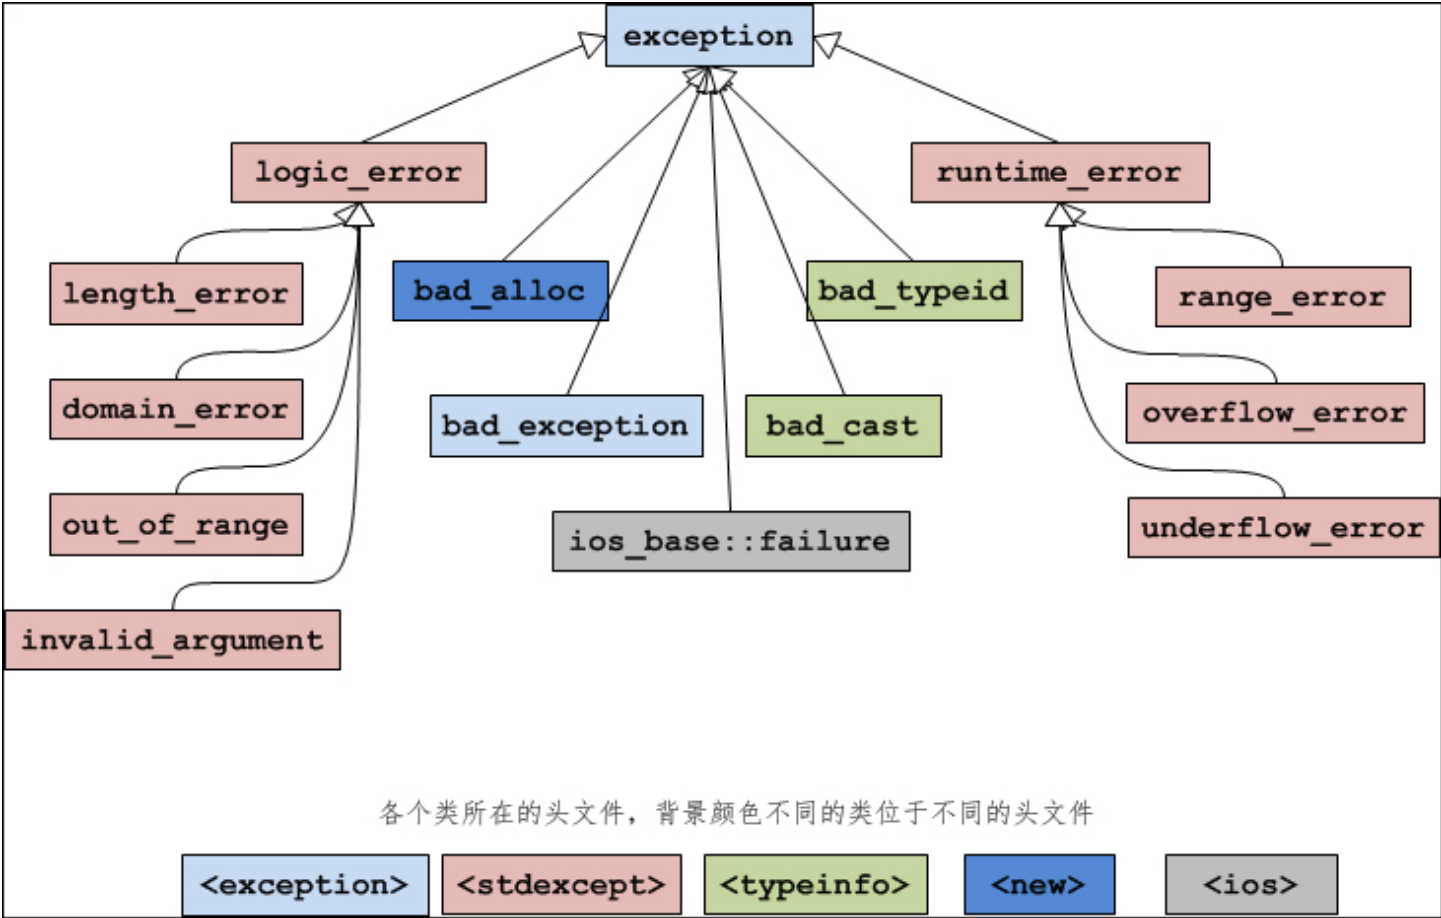 exception
logic_error
runtime_error
length_error
bad_alloc
bad_typeid
range_error
domain_error
bad_exception
bad_cast
overflow_error
out_of_range
ios_base::failure
underflow_error
invalid_argument
各个类所在的头文件，背景颜色不同的类位于不同的头文件
<exception> <stdexcept> <typeinfo> <new> <ios>